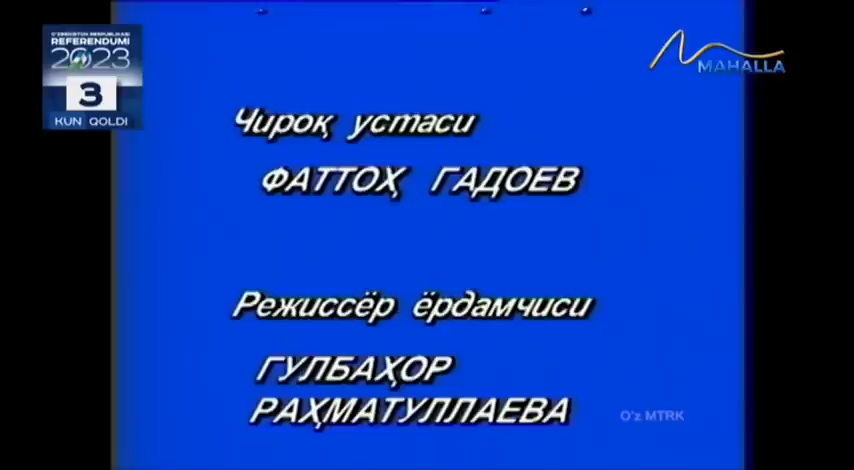 O'ZBEKISTON RESPUBLIKASI
REFERENDUMI
2023
3
KUN QOLDI
MAHALLA
Чироқ устаси
ФАТТОҲ ГАДОЕВ
Режиссёр ёрдамчиси
ГУЛБАҲОР
РАҲМАТУЛЛАЕВА
O'z MTRK